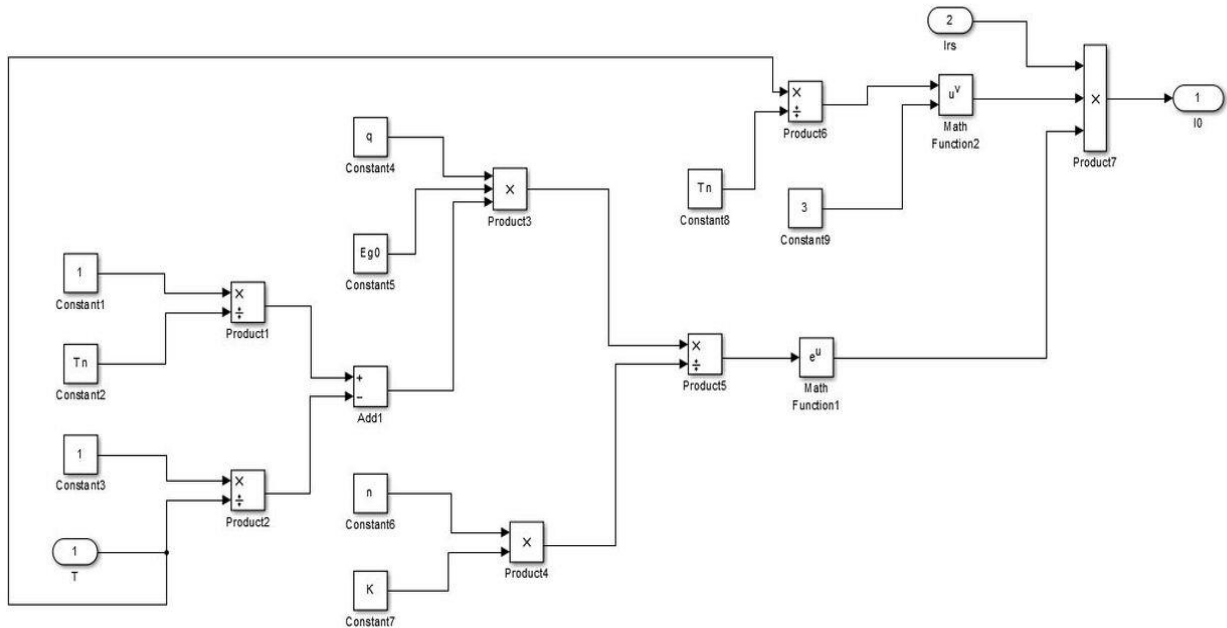 2
Irs
×
÷
Product6
u^v
Math
Function2
×
Product7
1
I0
q
Constant4
Tn
Constant8
3
Constant9
×
Product3
Eg0
Constant5
1
Constant1
×
÷
Product1
Tn
Constant2
+
−
Add1
×
÷
Product5
e^u
Math
Function1
1
Constant3
×
÷
Product2
n
Constant6
×
Product4
1
T
K
Constant7